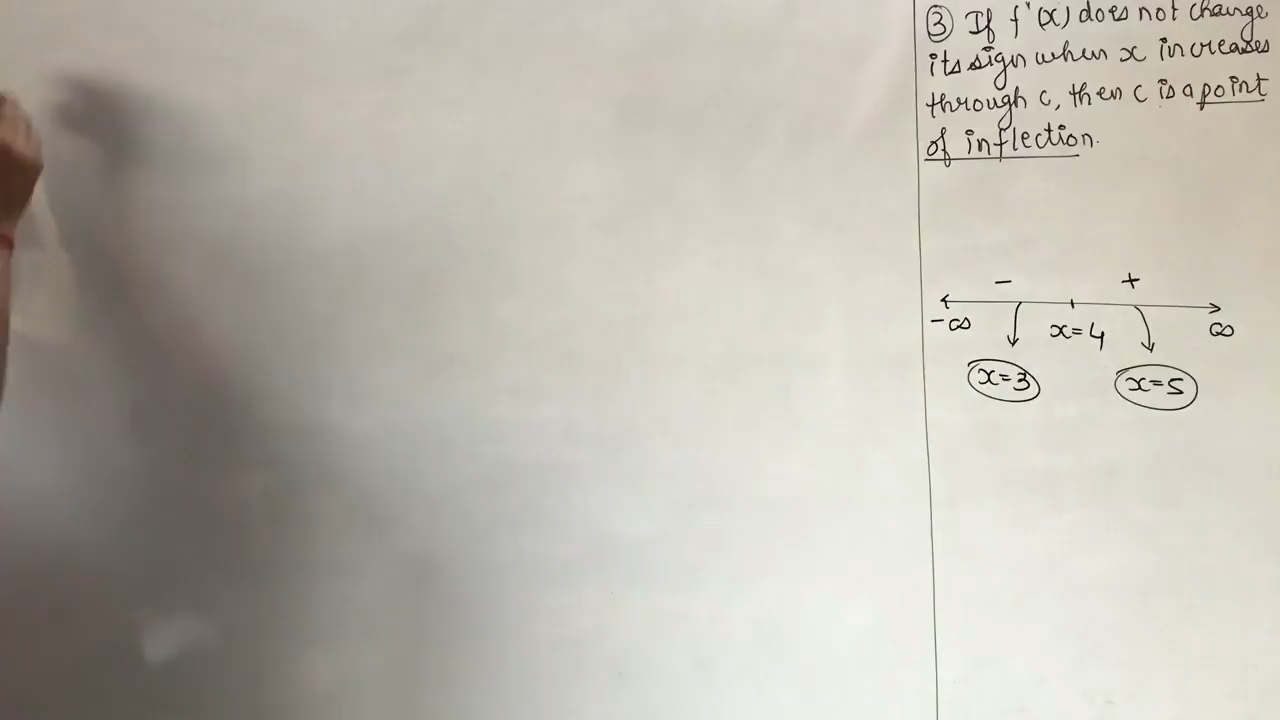 ③ If f'(x) does not change
its sign when x increases
through c, then c is a point
of inflection.
− +
-∞ x=4 ∞
x=3 x=5